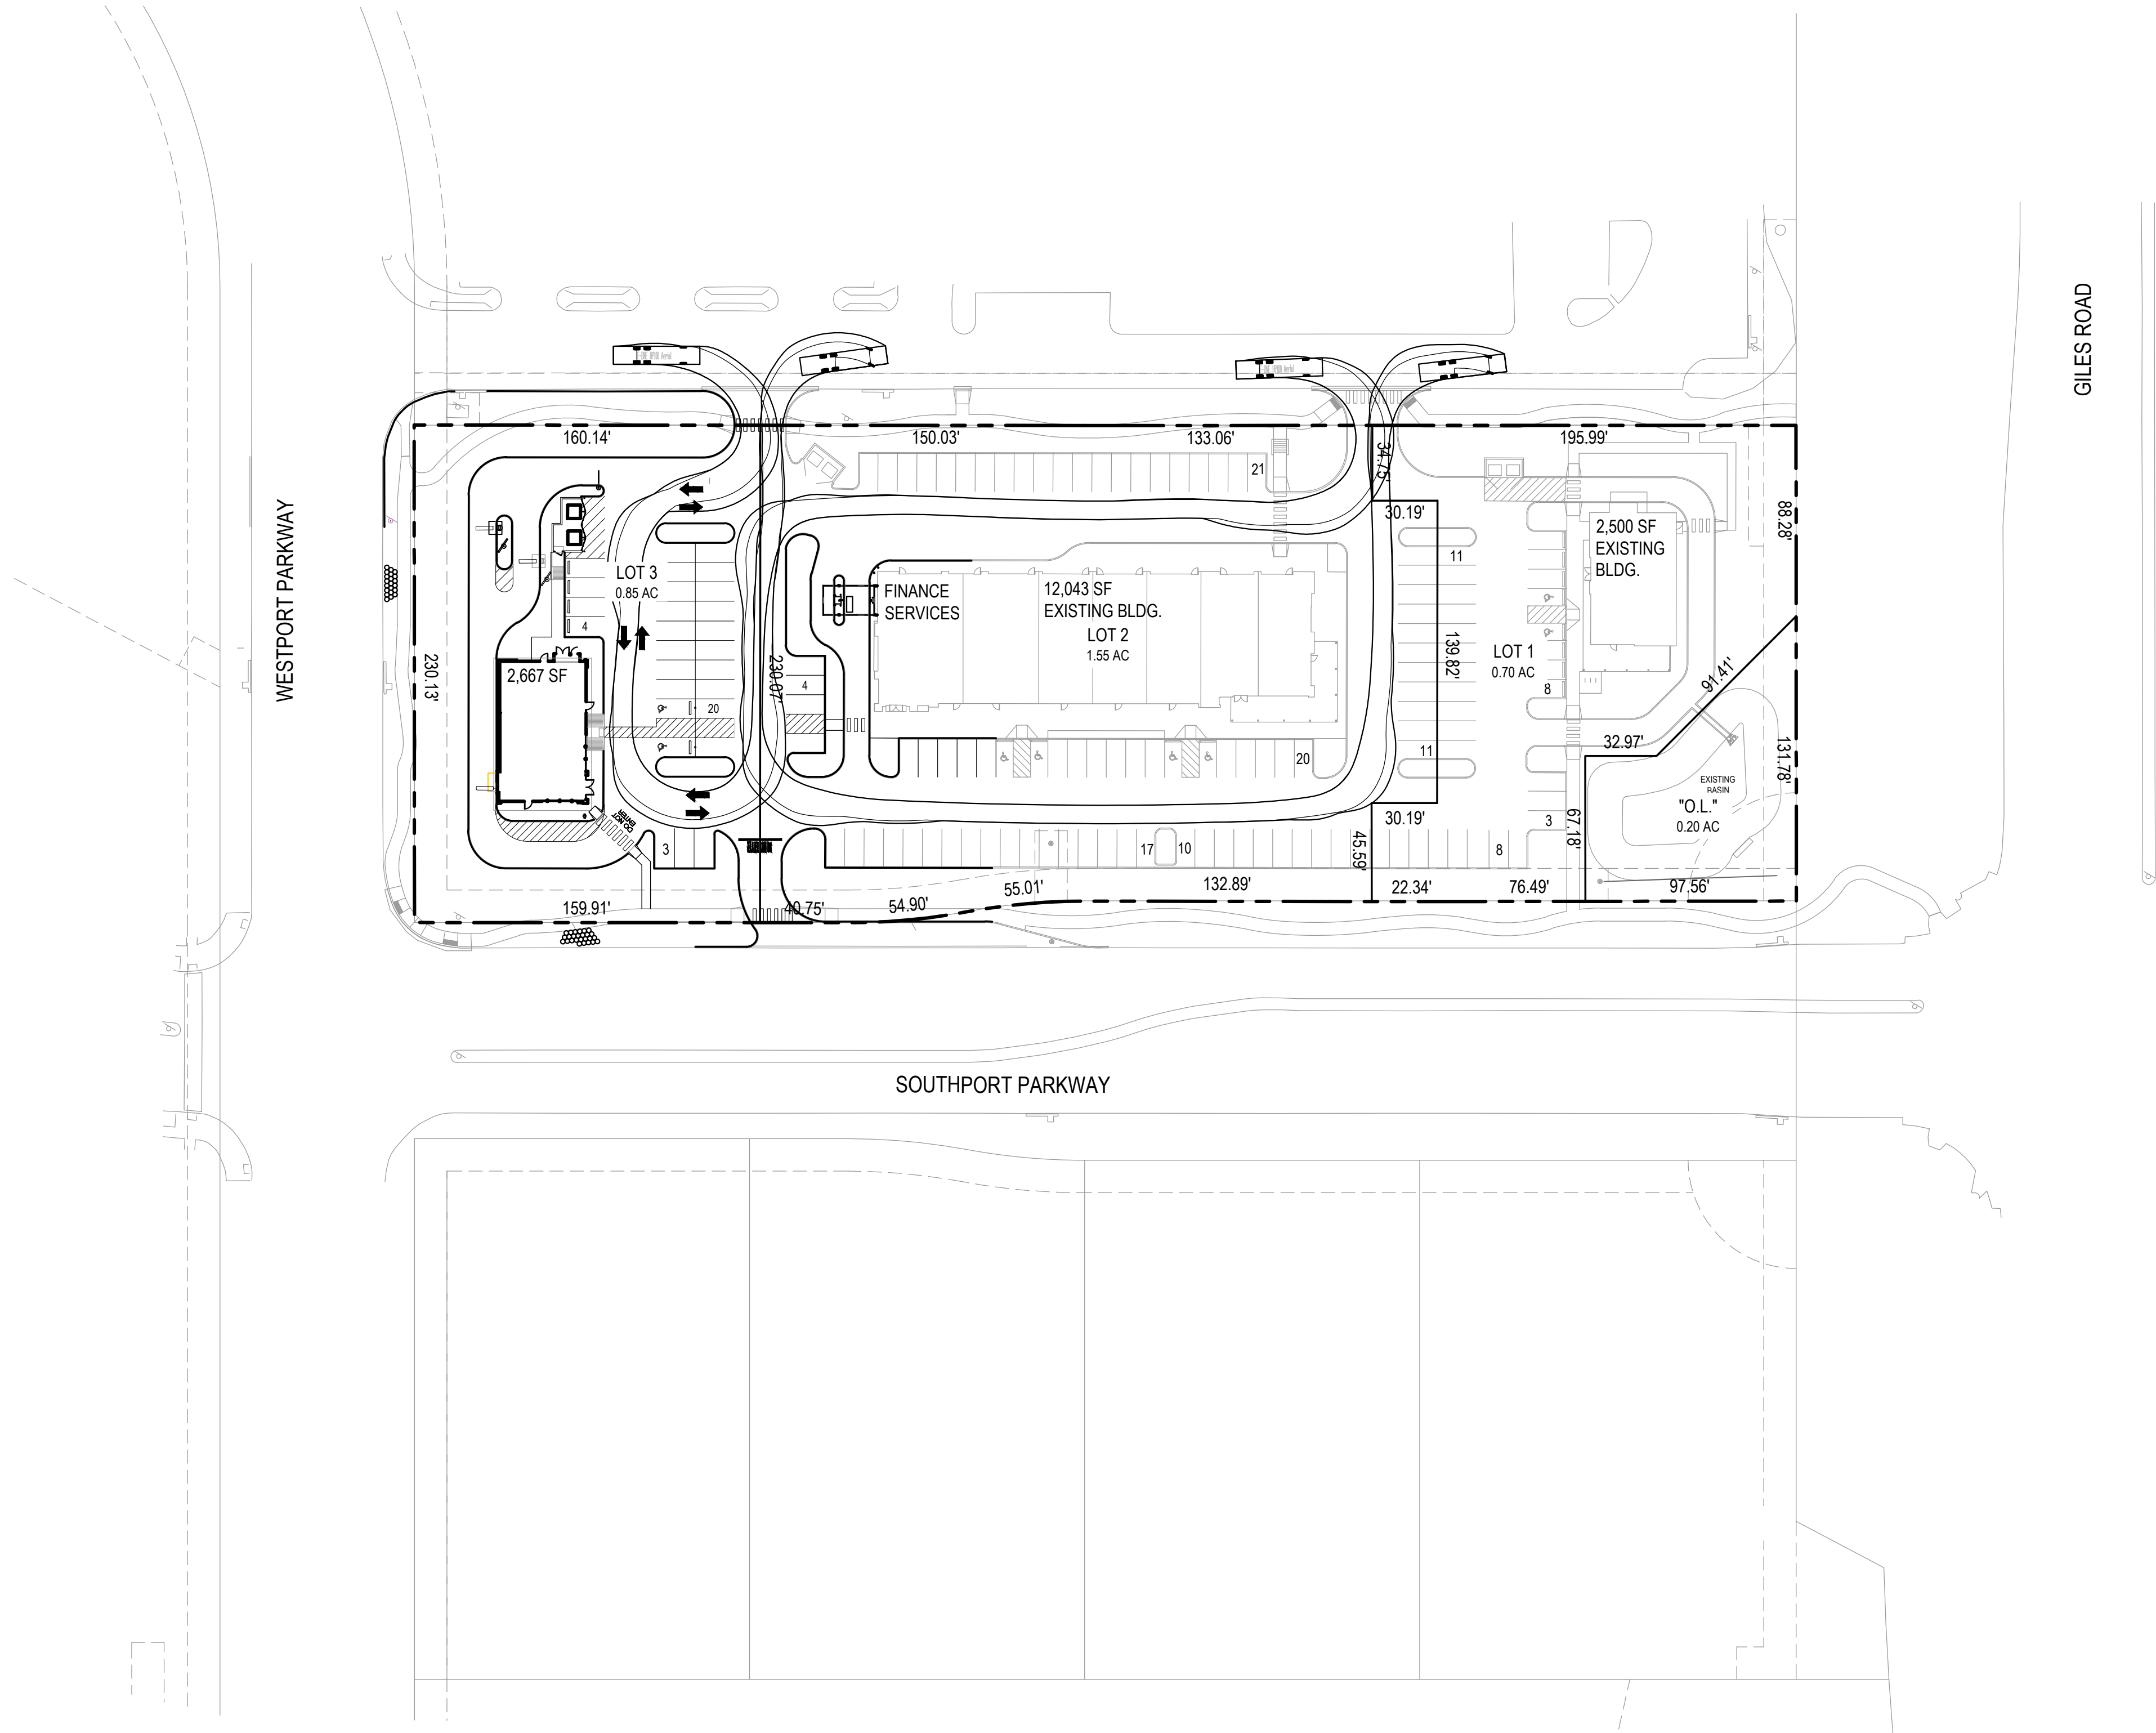 GILES ROAD
WESTPORT PARKWAY
SOUTHPORT PARKWAY
160.14'
150.03'
133.06'
195.99'
34.75'
21
30.19'
88.28'
LOT 3
0.85 AC
4
230.13'
2,667 SF
20
230.07'
4
FINANCE
SERVICES
12,043 SF
EXISTING BLDG.
LOT 2
1.55 AC
11
139.82'
11
LOT 1
0.70 AC
8
2,500 SF
EXISTING
BLDG.
91.41'
32.97'
131.78'
EXISTING
BASIN
"O.L."
0.20 AC
67.18'
3
20
30.19'
45.59'
DO NOT
ENTER
3
17
10
8
159.91'
40.75'
54.90'
55.01'
132.89'
22.34'
76.49'
97.56'